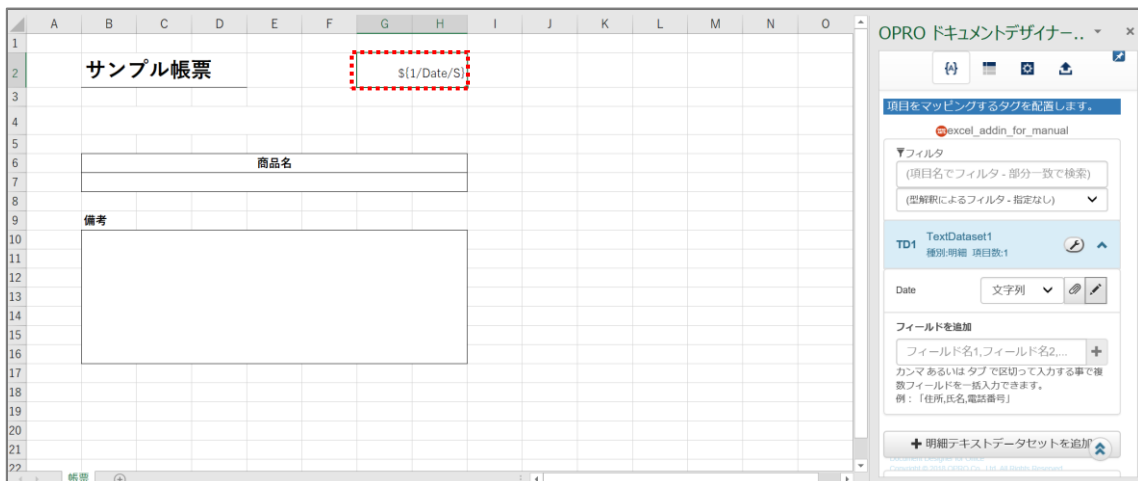 A B C D E F G H I J K L M N O
1
2 サンプル帳票 ${1/Date/S}
3
4
5
6 商品名
7
8
9 備考
10
11
12
13
14
15
16
17
18
19
20
21
22
帳票
OPRO ドキュメントデザイナー..
項目をマッピングするタグを配置します。
excel_addin_for_manual
フィルタ
(項目名でフィルタ - 部分一致で検索)
(型解釈によるフィルタ - 指定なし)
TD1 TextDataset1
種別:明細 項目数:1
Date 文字列
フィールドを追加
フィールド名1,フィールド名2,...
カンマ あるいは タブ で区切って入力する事で複
数フィールドを一括入力できます。
例：「住所,氏名,電話番号」
明細テキストデータセットを追加